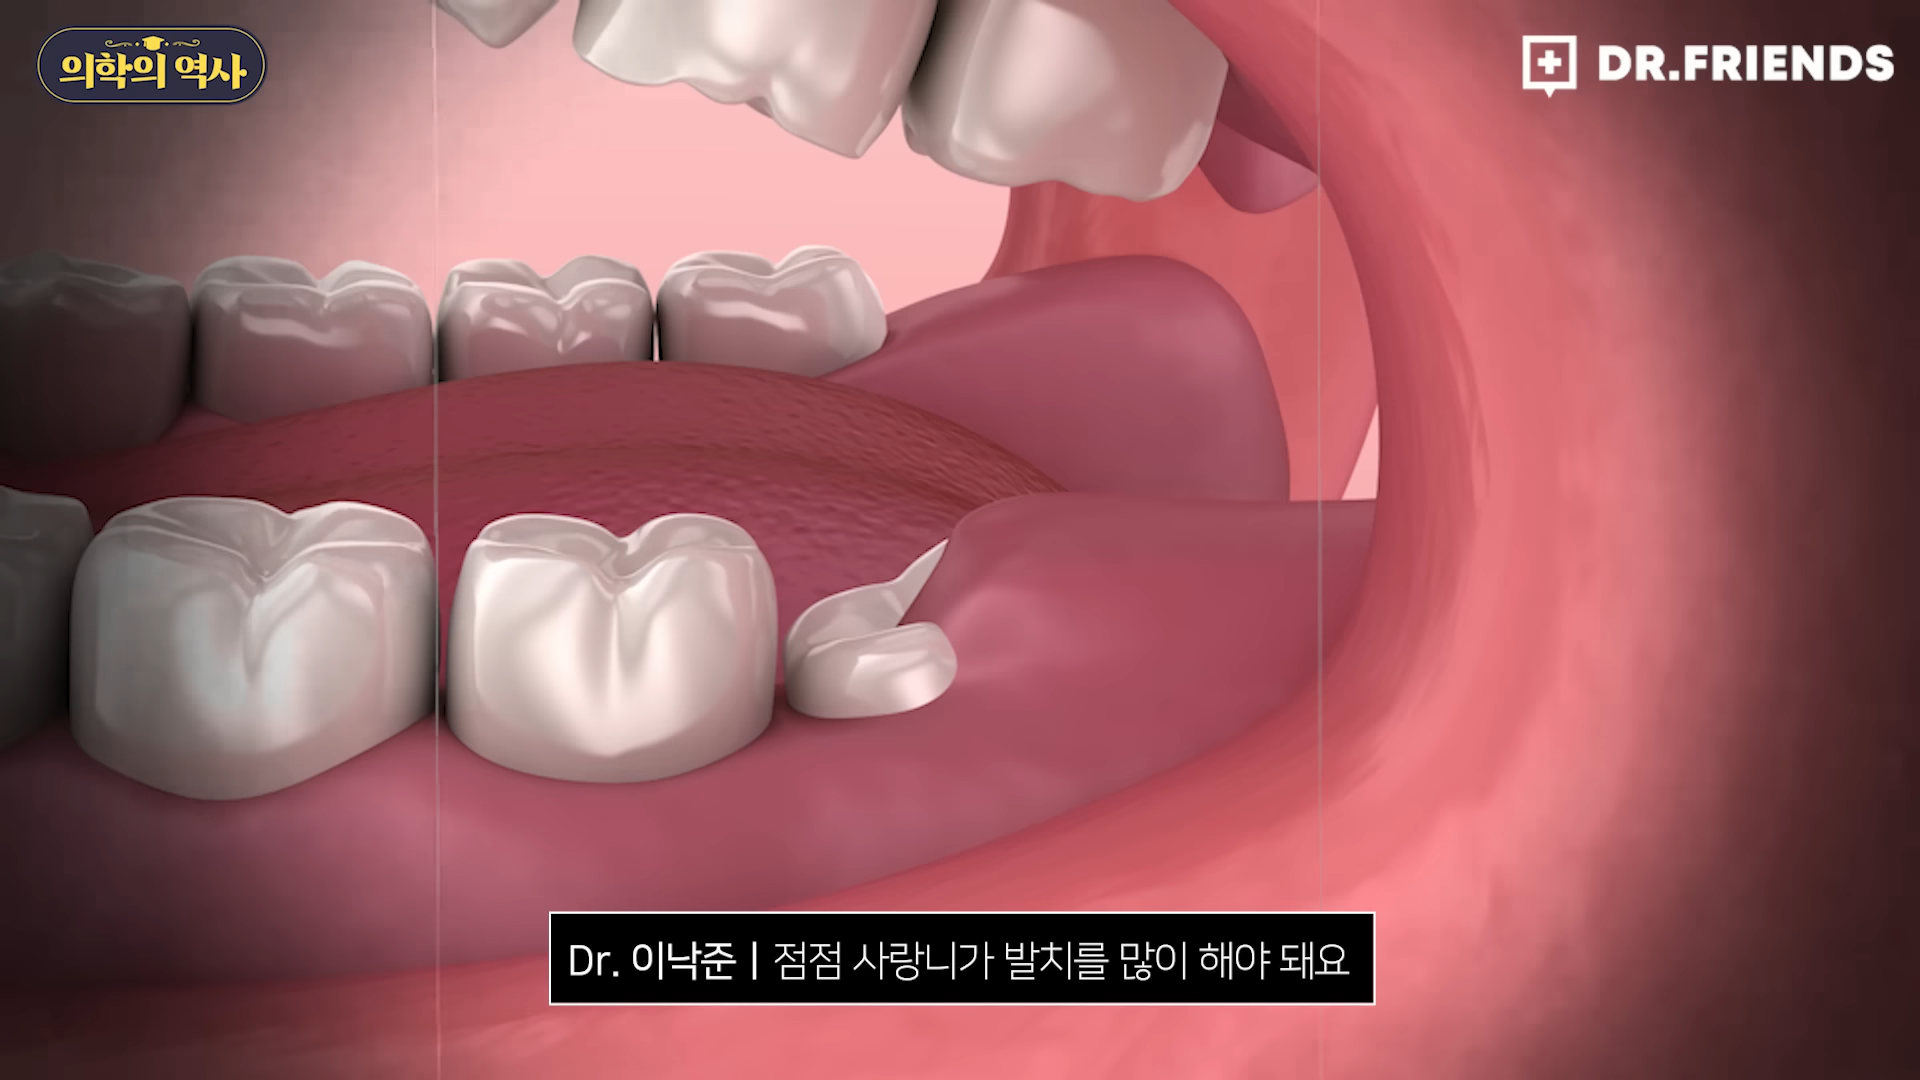 의학의 역사
DR.FRIENDS
Dr. 이낙준 | 점점 사랑니가 발치를 많이 해야 돼요